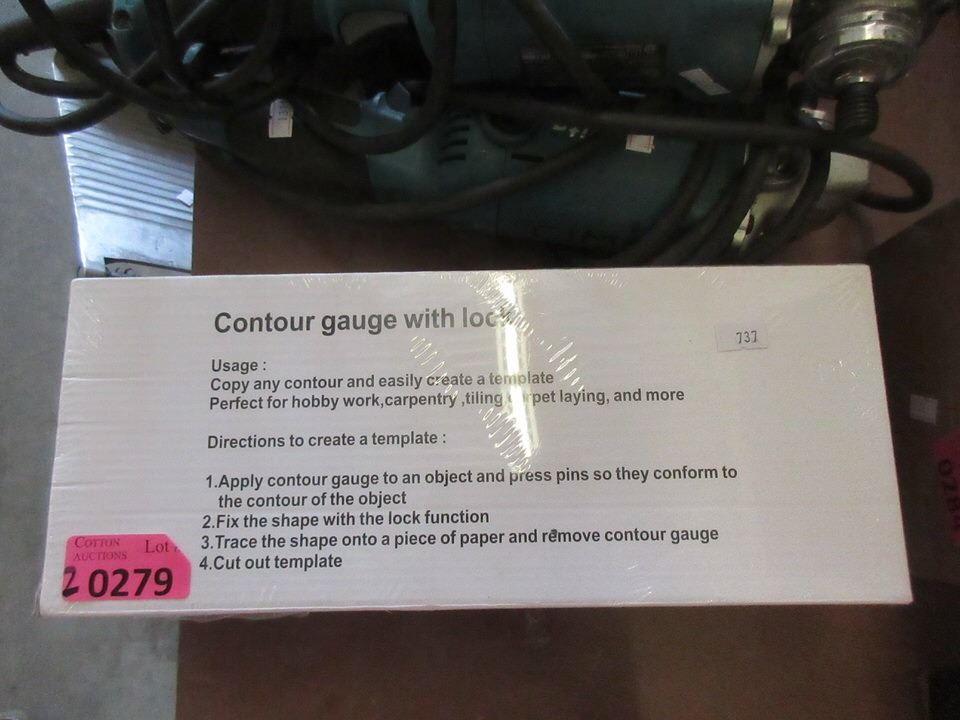 Contour gauge with lock
737
Usage :
Copy any contour and easily create a template
Perfect for hobby work,carpentry ,tiling carpet laying, and more
Directions to create a template :
1.Apply contour gauge to an object and press pins so they conform to
the contour of the object
2.Fix the shape with the lock function
3.Trace the shape onto a piece of paper and remove contour gauge
4.Cut out template
COTTON
AUCTIONS
Lot
2 0279